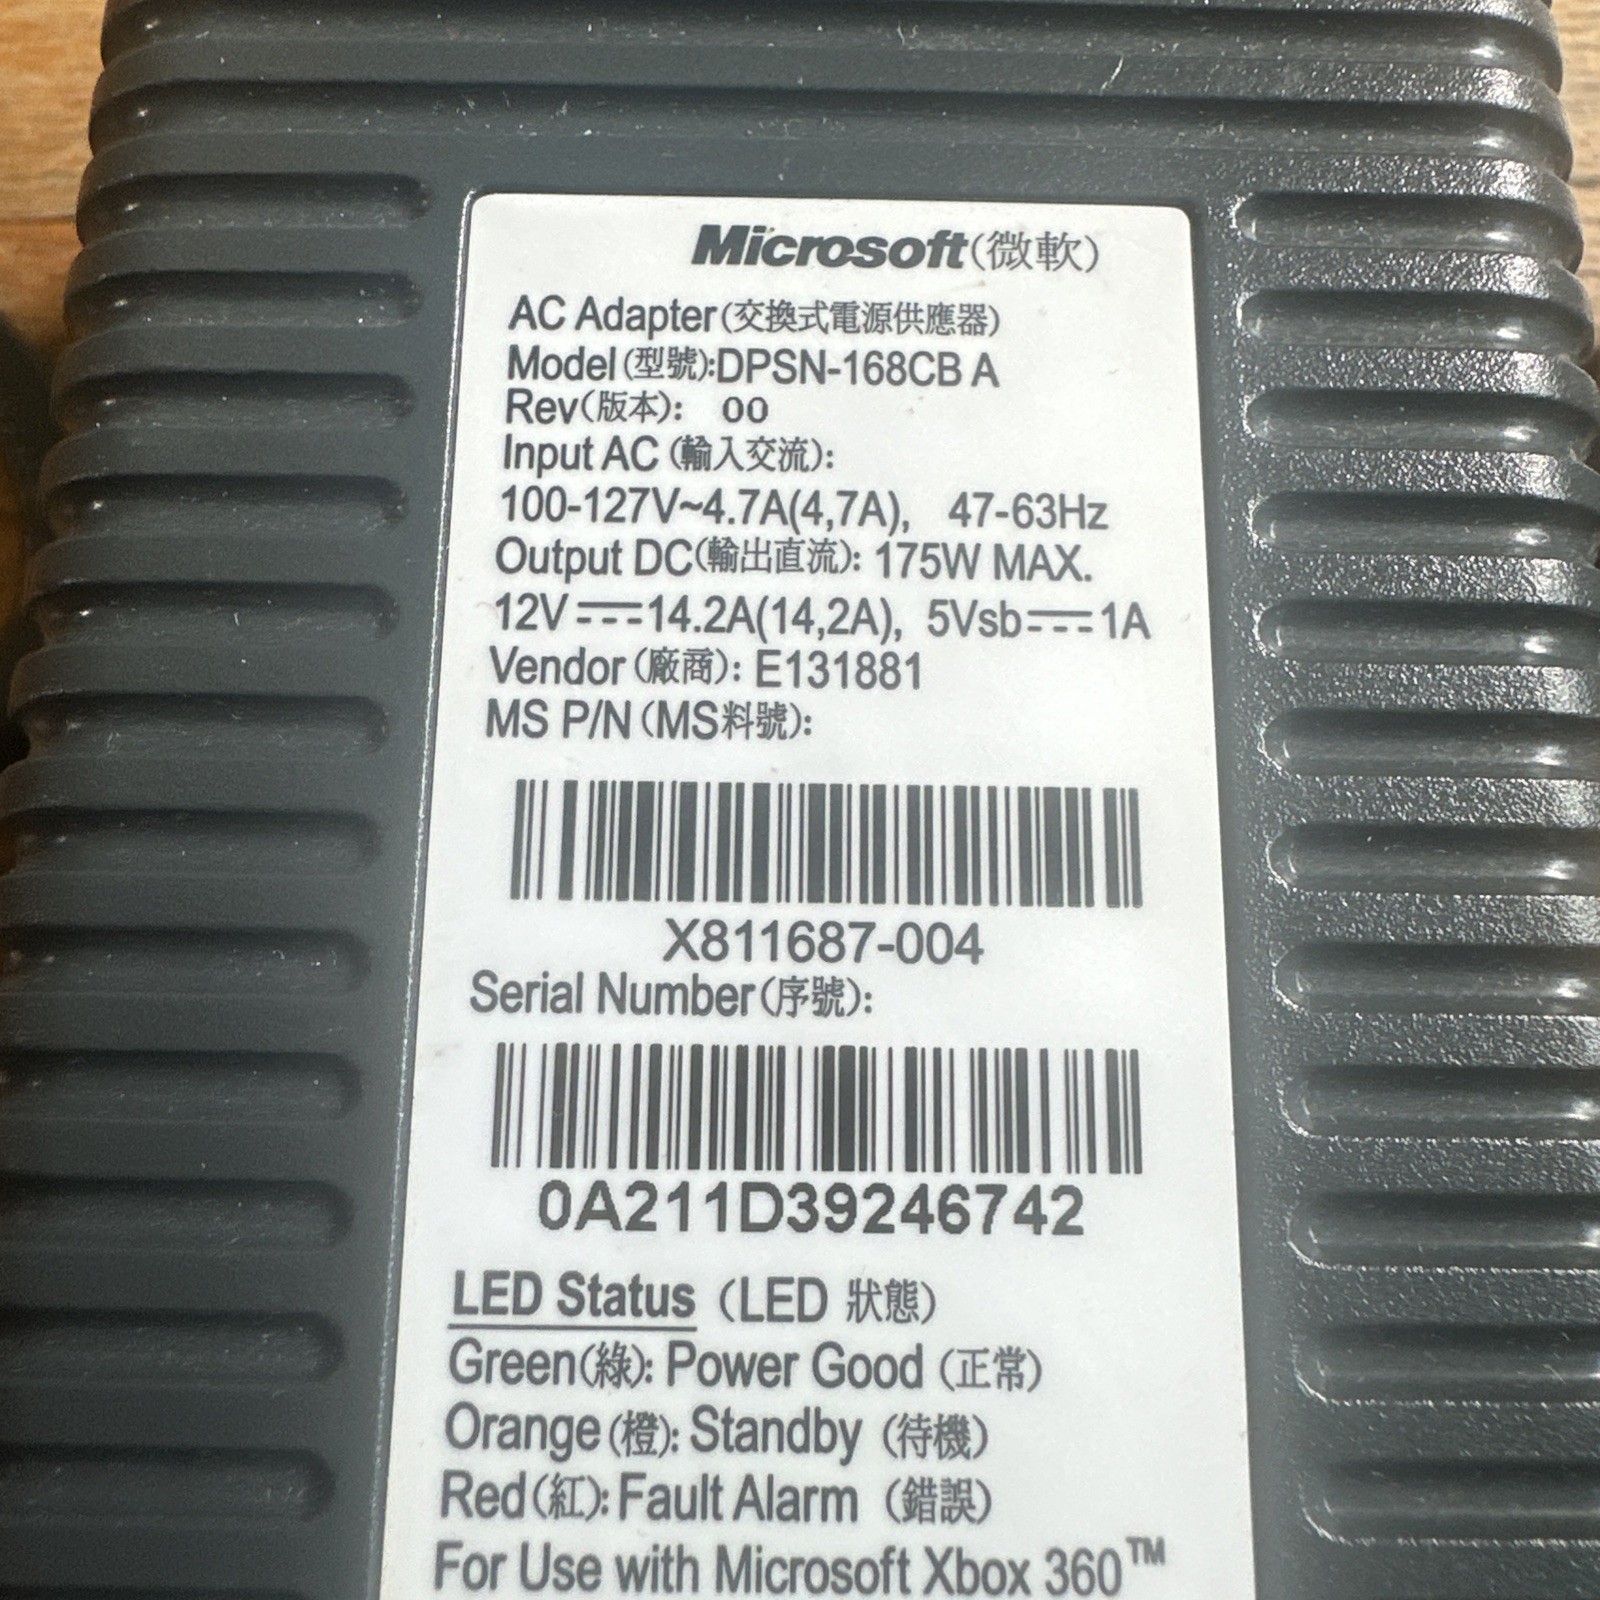 Microsoft(微軟)
AC Adapter(交換式電源供應器)
Model(型號):DPSN-168CB A
Rev(版本): 00
Input AC(輸入交流):
100-127V~4.7A(4,7A), 47-63Hz
Output DC(輸出直流): 175W MAX.
12V⎓14.2A(14,2A), 5Vsb⎓1A
Vendor(廠商): E131881
MS P/N(MS料號):
X811687-004
Serial Number(序號):
0A211D39246742
LED Status (LED 狀態)
Green(綠): Power Good (正常)
Orange(橙): Standby (待機)
Red(紅): Fault Alarm (錯誤)
For Use with Microsoft Xbox 360™